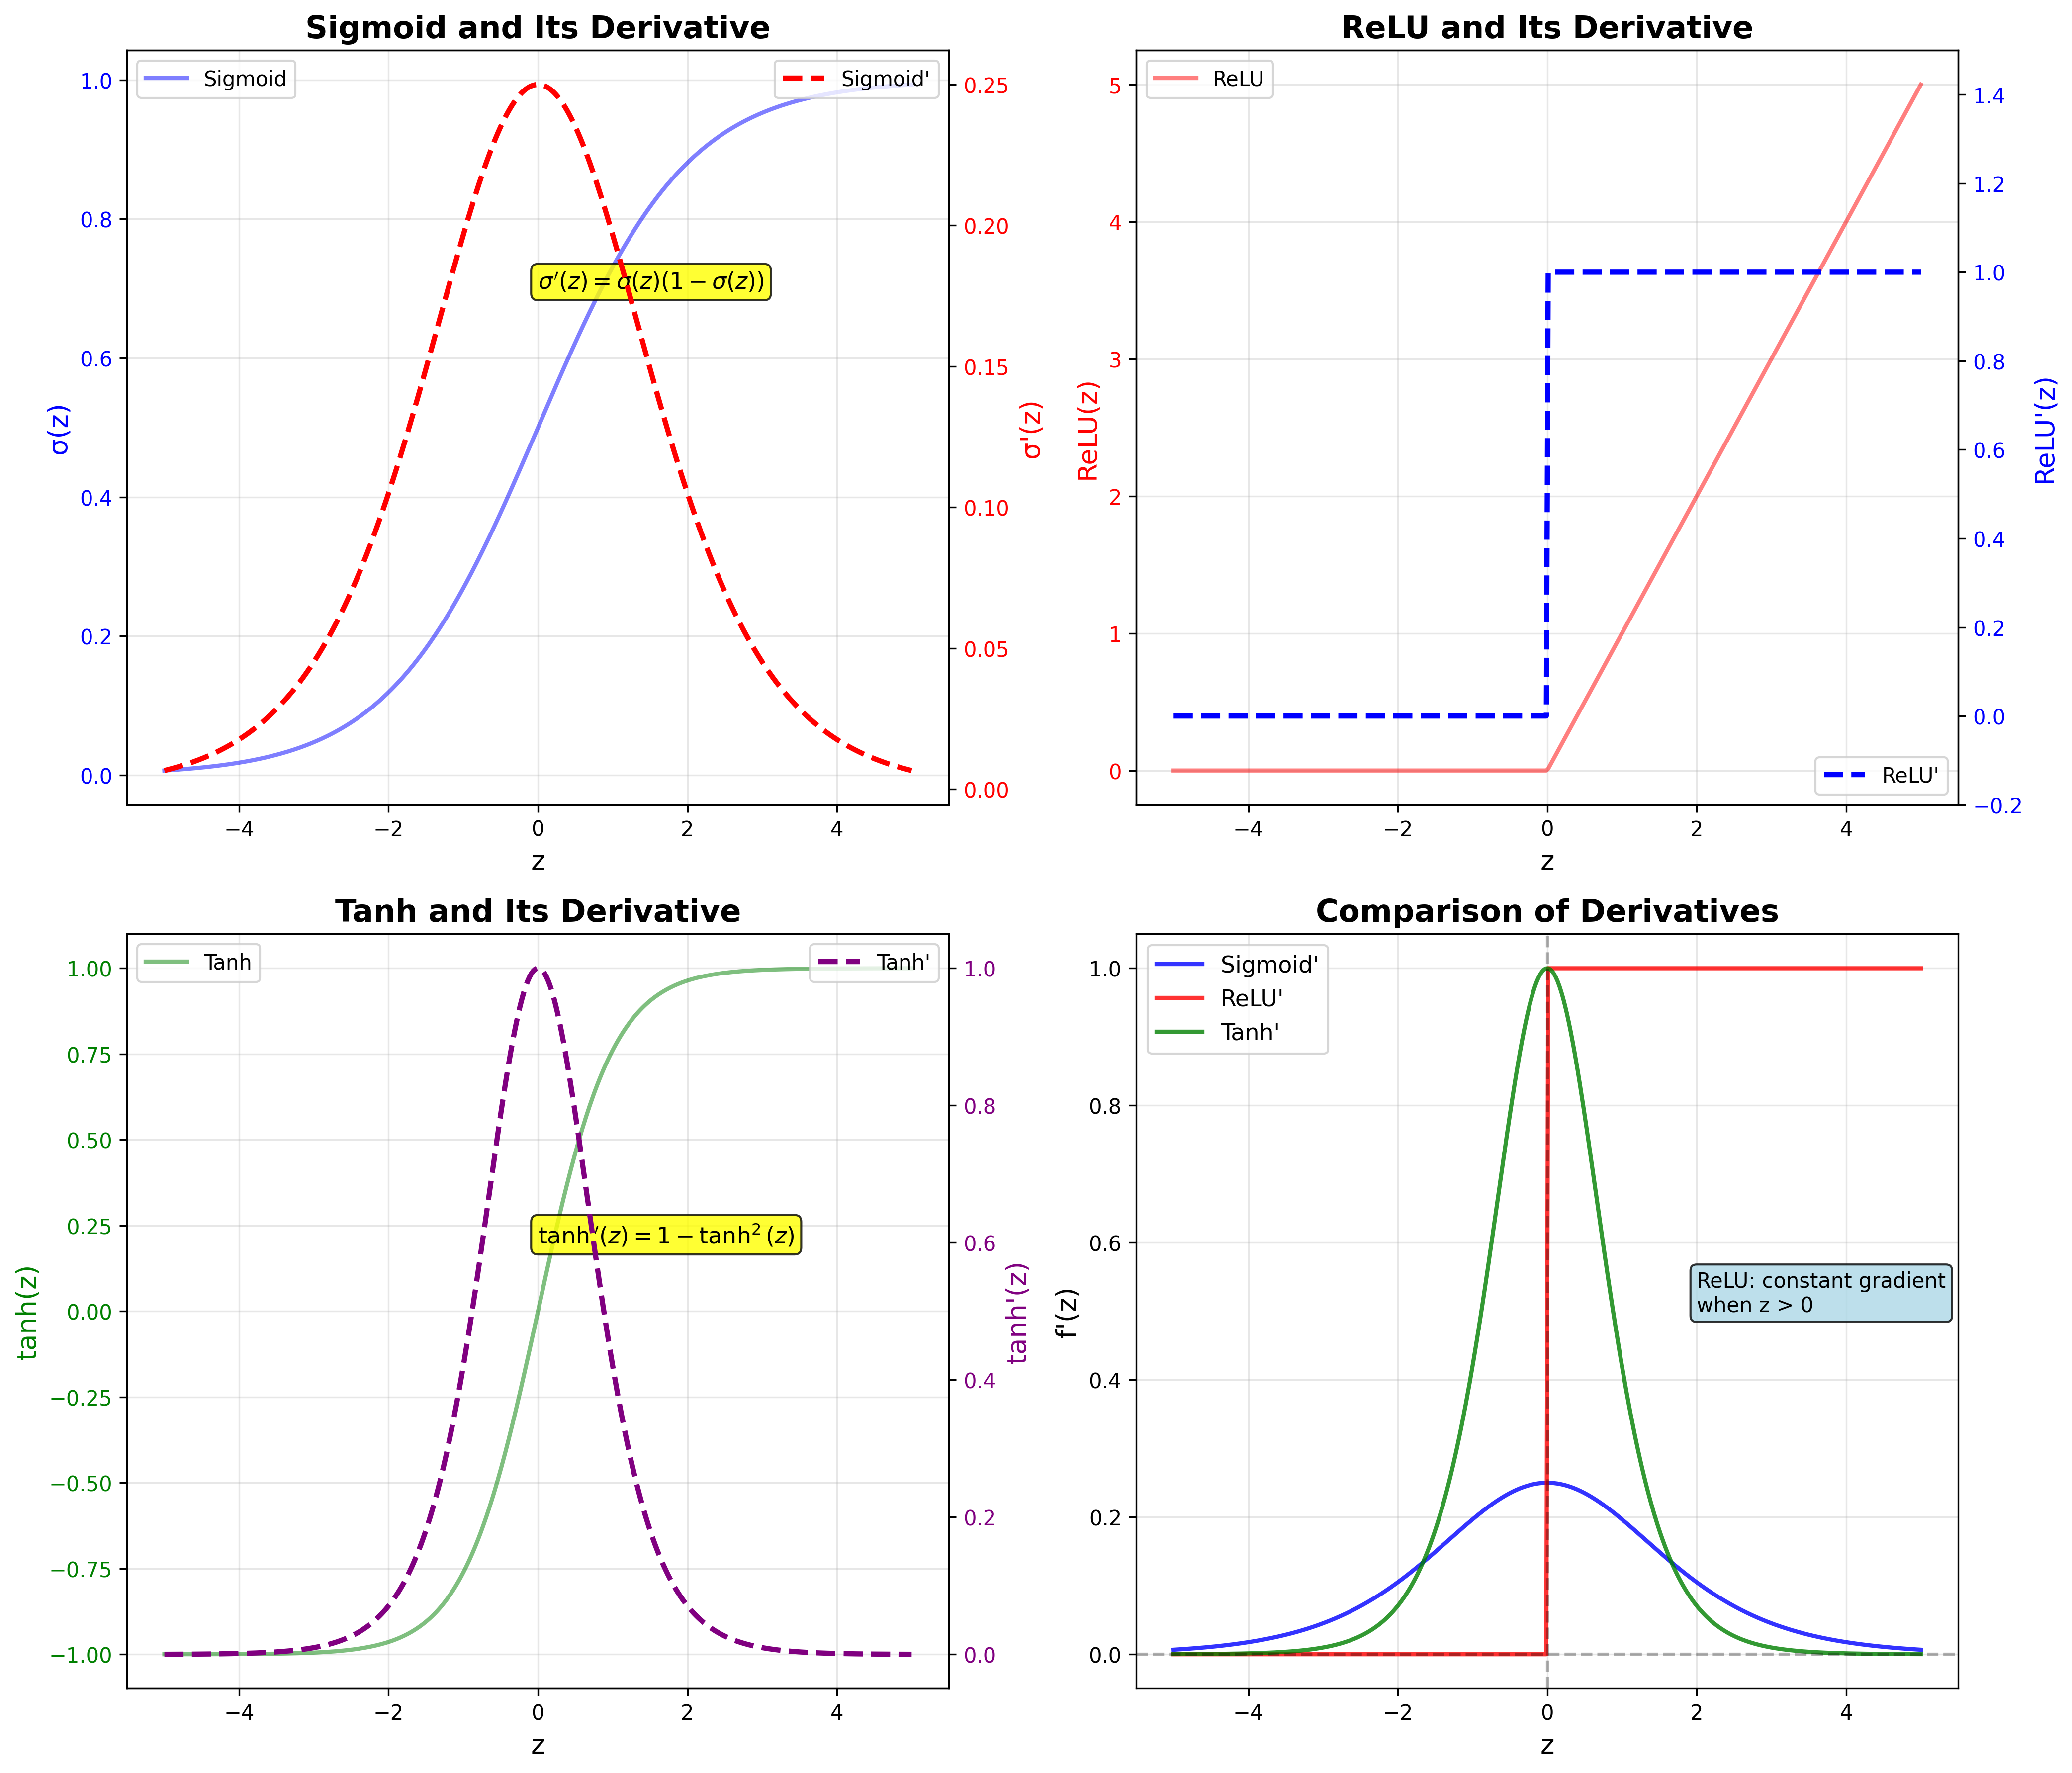 Sigmoid and Its Derivative
Sigmoid
Sigmoid'
1.0
0.8
0.6
0.4
0.2
0.0
σ(z)
0.25
0.20
0.15
0.10
0.05
0.00
σ'(z)
σ′(z) = σ(z)(1 − σ(z))
−4
−2
0
2
4
z
ReLU and Its Derivative
ReLU
ReLU'
5
4
3
2
1
0
ReLU(z)
1.4
1.2
1.0
0.8
0.6
0.4
0.2
0.0
−0.2
ReLU'(z)
−4
−2
0
2
4
z
Tanh and Its Derivative
Tanh
Tanh'
1.00
0.75
0.50
0.25
0.00
−0.25
−0.50
−0.75
−1.00
tanh(z)
1.0
0.8
0.6
0.4
0.2
0.0
tanh'(z)
tanh′(z) = 1 − tanh² (z)
−4
−2
0
2
4
z
Comparison of Derivatives
Sigmoid'
ReLU'
Tanh'
1.0
0.8
0.6
0.4
0.2
0.0
f'(z)
ReLU: constant gradient
when z > 0
−4
−2
0
2
4
z